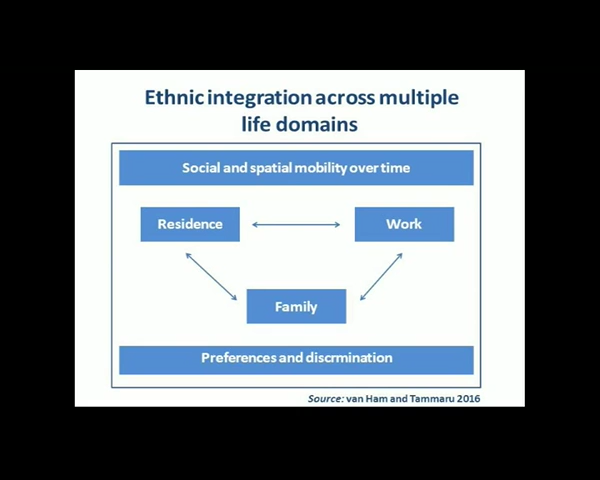 Ethnic integration across multiple
life domains
Social and spatial mobility over time
Residence
Work
Family
Preferences and discrmination
Source: van Ham and Tammaru 2016